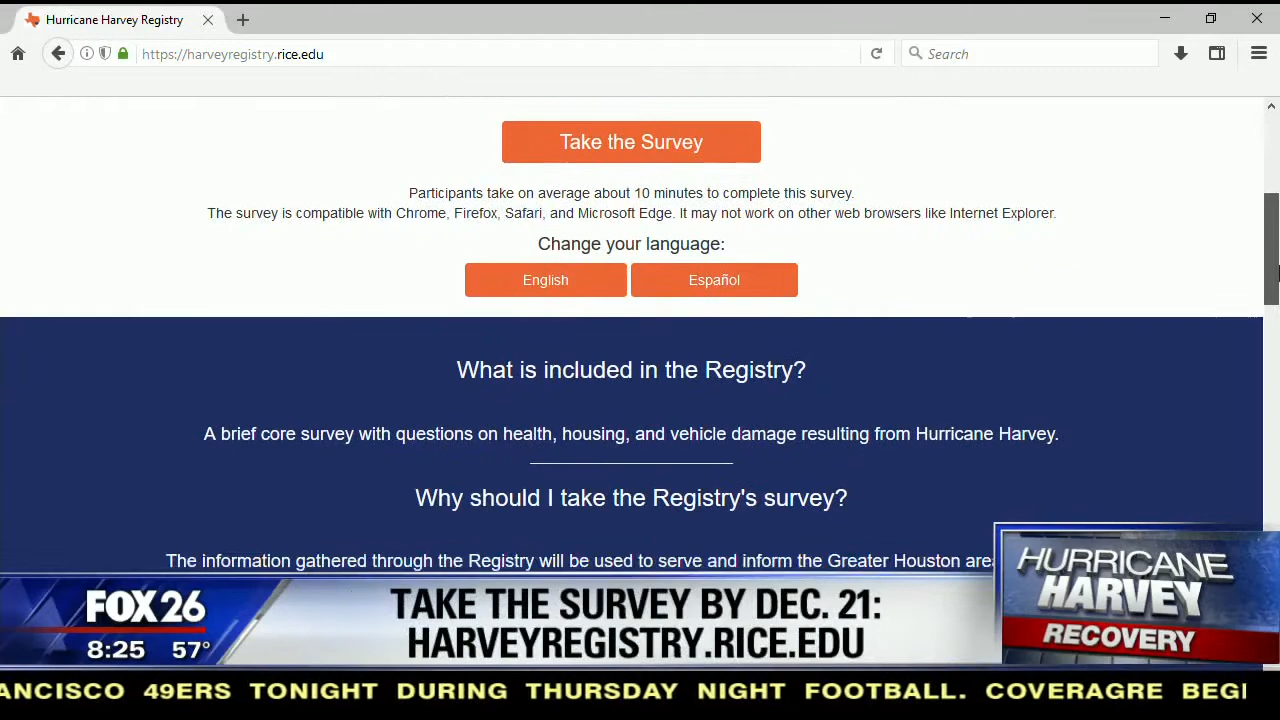 Hurricane Harvey Registry
https://harveyregistry.rice.edu
Search
Take the Survey
Participants take on average about 10 minutes to complete this survey.
The survey is compatible with Chrome, Firefox, Safari, and Microsoft Edge. It may not work on other web browsers like Internet Explorer.
Change your language:
English
Español
What is included in the Registry?
A brief core survey with questions on health, housing, and vehicle damage resulting from Hurricane Harvey.
Why should I take the Registry's survey?
The information gathered through the Registry will be used to serve and inform the Greater Houston area
HURRICANE
HARVEY
RECOVERY
FOX 26
8:25 57°
TAKE THE SURVEY BY DEC. 21:
HARVEYREGISTRY.RICE.EDU
ANCISCO 49ERS TONIGHT DURING THURSDAY NIGHT FOOTBALL. COVERAGRE BEGI